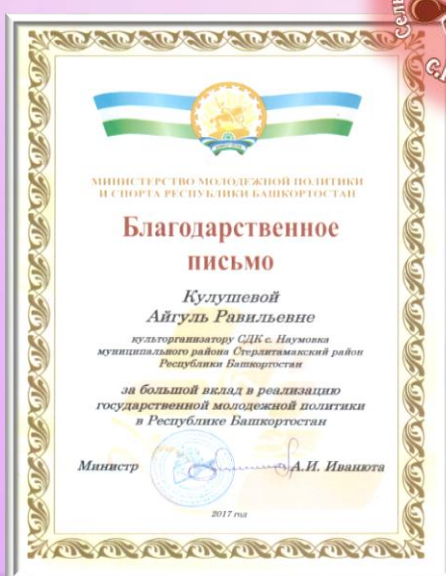 МИНИСТЕРСТВО МОЛОДЕЖНОЙ ПОЛИТИКИ
И СПОРТА РЕСПУБЛИКИ БАШКОРТОСТАН
Благодарственное
письмо
Кулушевой
Айгуль Равильевне
культорганизатору СДК с. Наумовка
муниципального района Стерлитамакский район
Республики Башкортостан
за большой вклад в реализацию
государственной молодежной политики
в Республике Башкортостан
Министр А.И. Иванюта
2017 год